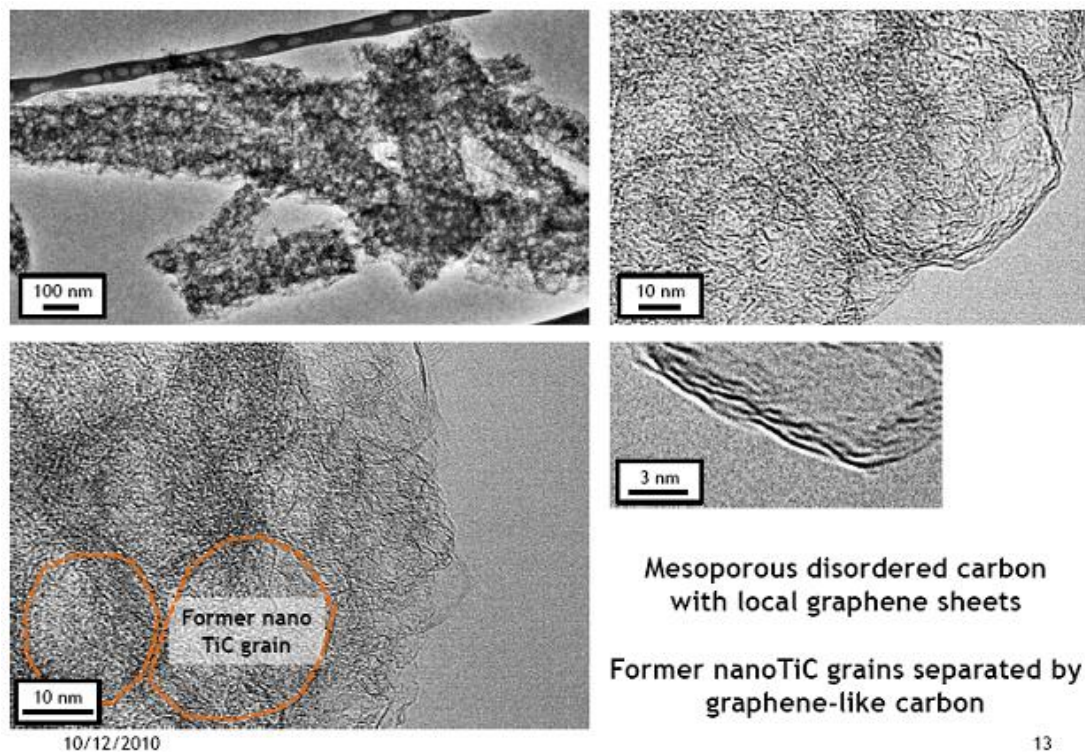 100 nm
10 nm
Former nano
TiC grain
10 nm
3 nm
Mesoporous disordered carbon
with local graphene sheets
Former nanoTiC grains separated by
graphene-like carbon
10/12/2010
13